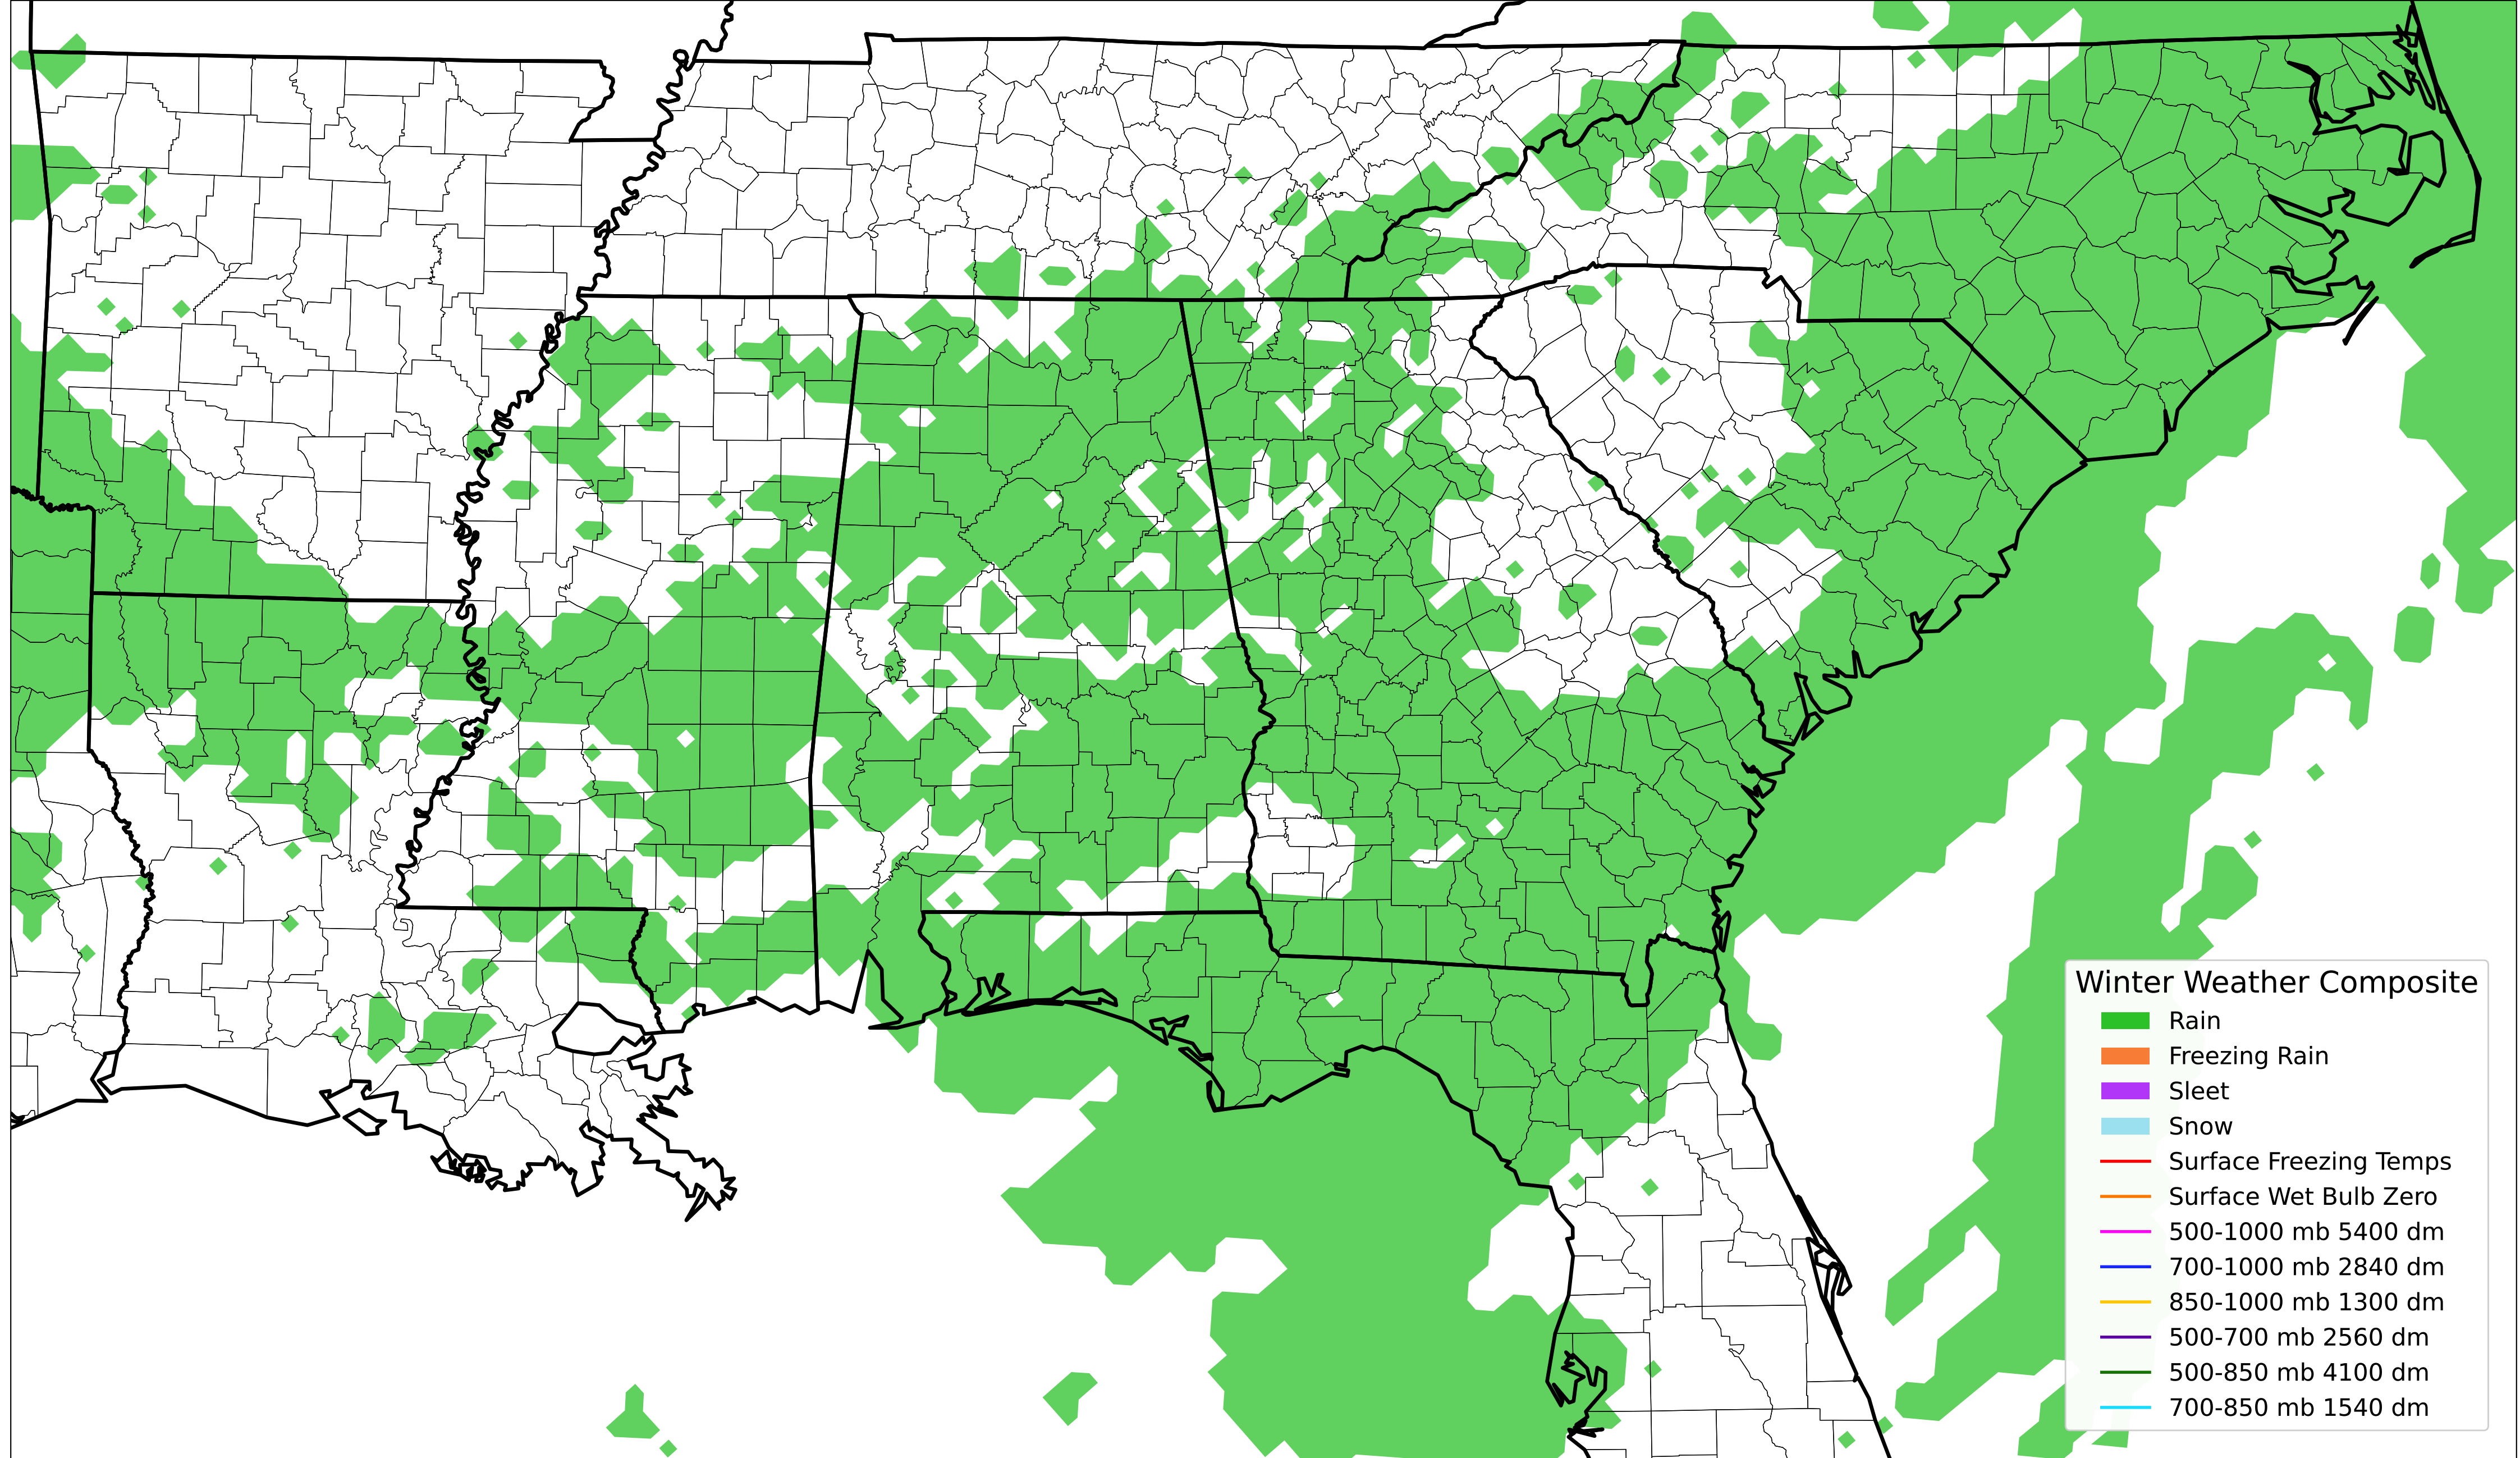 Winter Weather Composite
Rain
Freezing Rain
Sleet
Snow
Surface Freezing Temps
Surface Wet Bulb Zero
500-1000 mb 5400 dm
700-1000 mb 2840 dm
850-1000 mb 1300 dm
500-700 mb 2560 dm
500-850 mb 4100 dm
700-850 mb 1540 dm